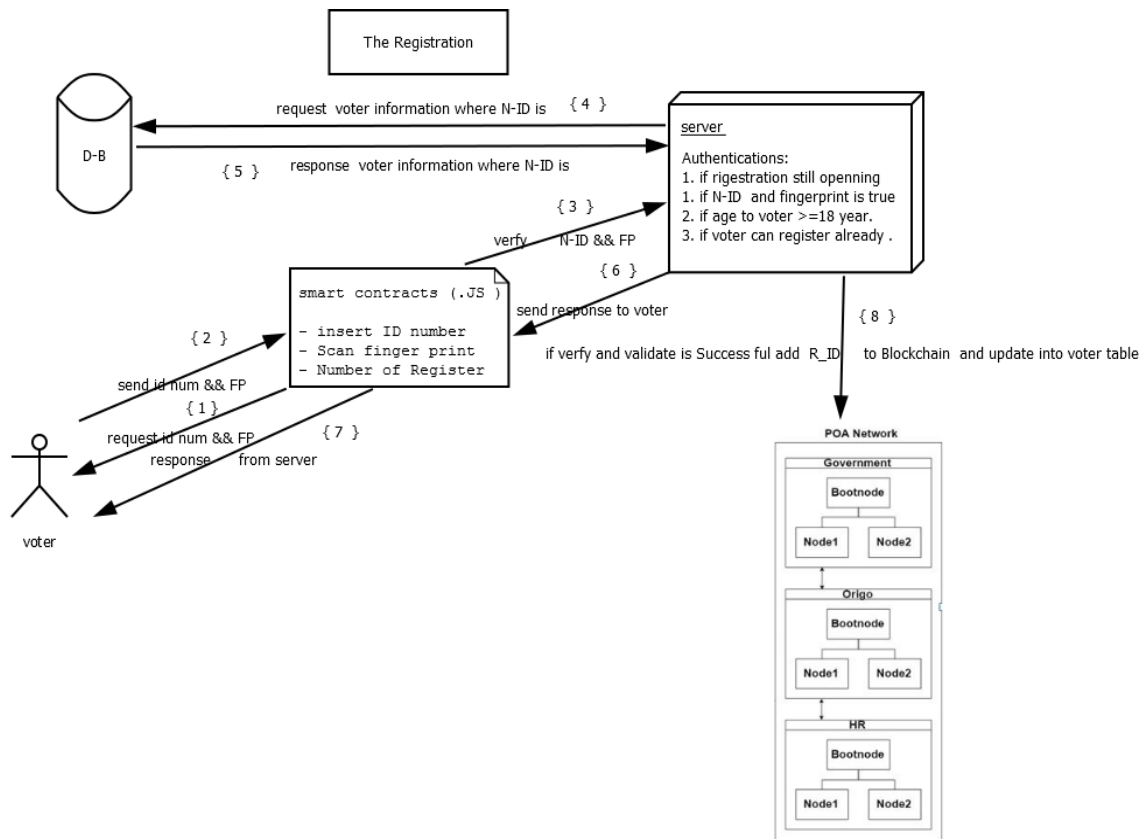 The Registration
request voter information where N-ID is
{ 4 }
D-B
{ 5 }
response voter information where N-ID is
server
Authentications:
1. if rigestration still openning
1. if N-ID and fingerprint is true
2. if age to voter >=18 year.
3. if voter can register already .
{ 3 }
verfy N-ID && FP
{ 6 }
send response to voter
smart contracts (.JS )
- insert ID number
- Scan finger print
- Number of Register
{ 2 }
send id num && FP
{ 1 }
request id num && FP
{ 7 }
response from server
voter
{ 8 }
if verfy and validate is Success ful add R_ID to Blockchain and update into voter table
POA Network
Government
Bootnode
Node1 Node2
Origo
Bootnode
Node1 Node2
HR
Bootnode
Node1 Node2